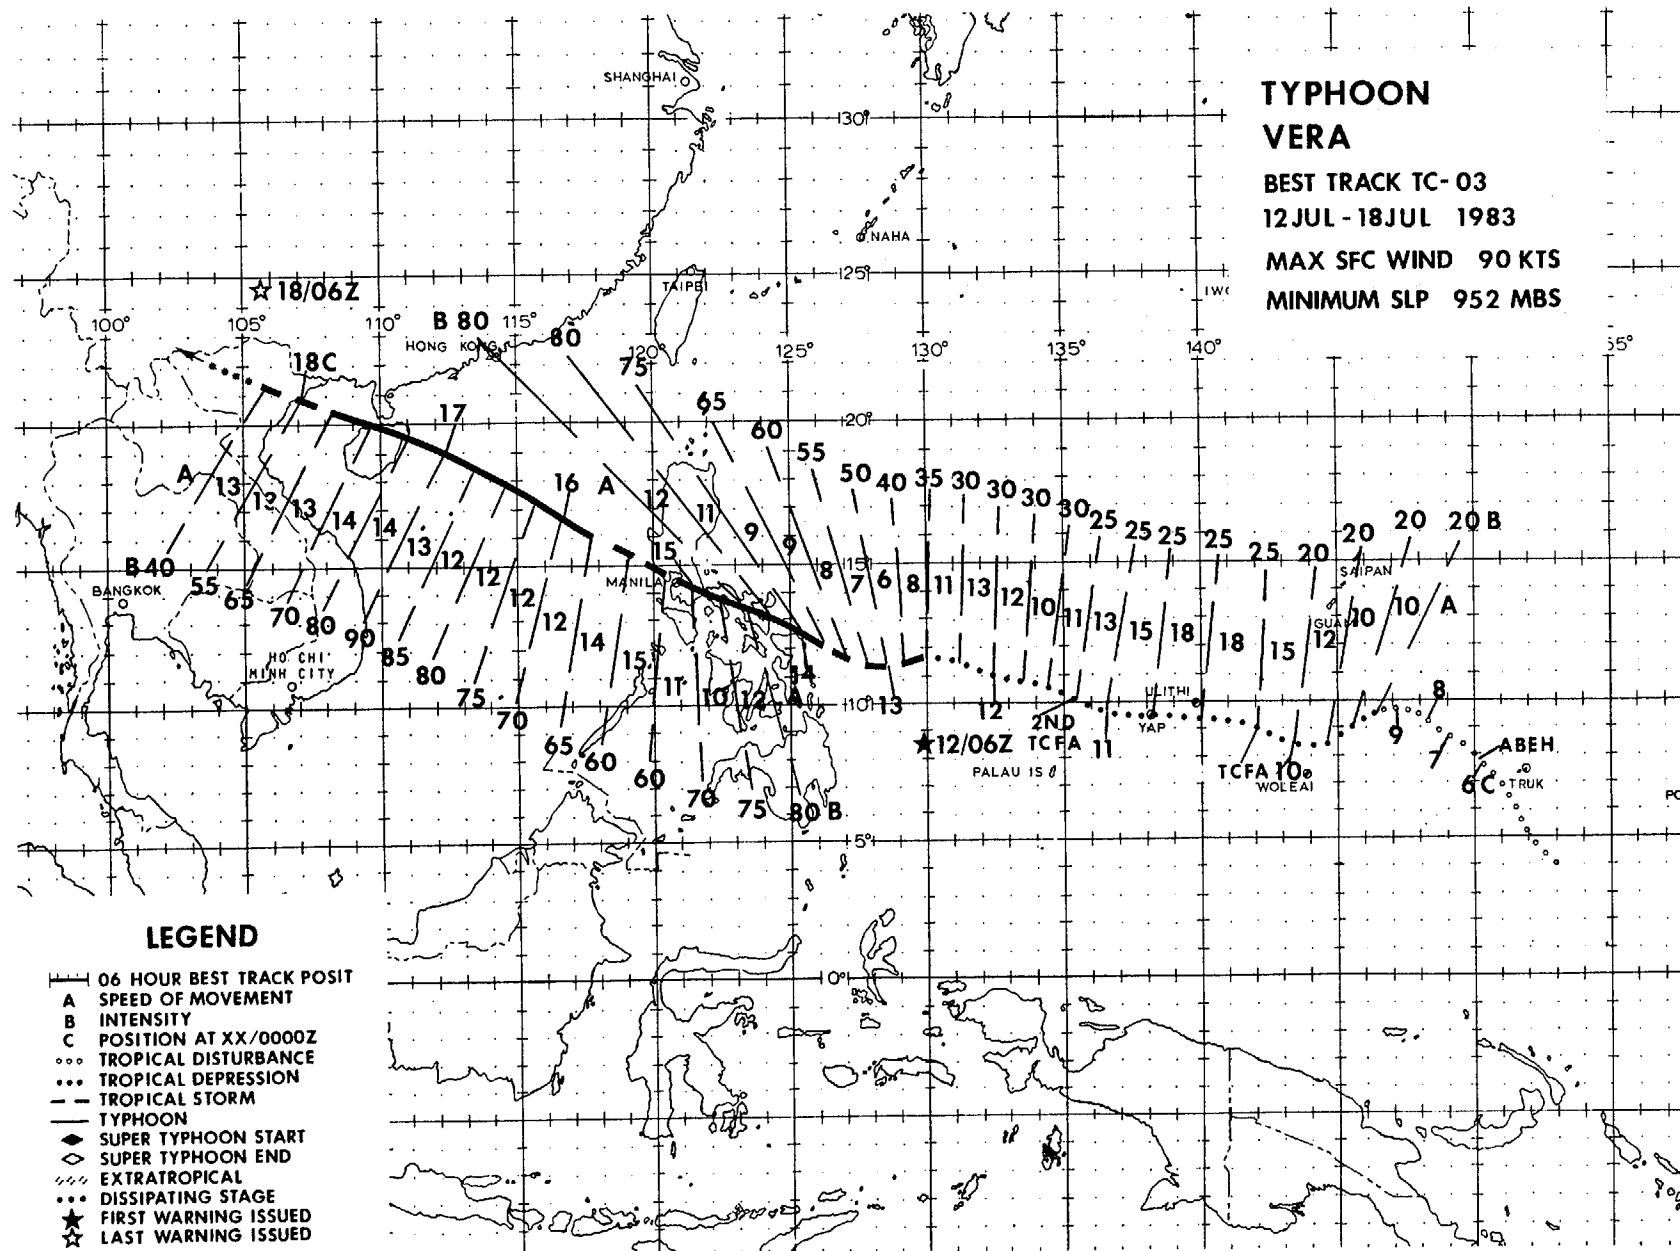 TYPHOON
VERA
BEST TRACK TC-03
12JUL-18JUL 1983
MAX SFC WIND 90 KTS
MINIMUM SLP 952 MBS
SHANGHAI
30°
NAHA
25°
TAIPEI
18/06Z
100° 105° 110° B 80 115° 80 120° 125° 130° 135° 140° 55°
HONG KONG
75
18C
17
65
60
20°
55
50 40 35 30 30 30 30 25 25 25 25 25 20 20 20 20 B
A 13 13 13 14 14 13 12 12 12 12 14 15
16 A 12 11 9 9 8 7 6 8 11 13 12 10 11 13 15 18 18 15 12 10 10 A
15
15°
MANILA
SAIPAN
GUAM
B 40 55 65 70 80 90 85 80 75 70 65 60 60 70 75 80 B
BANGKOK
HO CHI
MINH CITY
11 10 12 14
A
10°
13
12
2ND
TCFA
11
ULITHI
YAP
8
9
7
ABEH
6C
TRUK
12/06Z
PALAU IS
TCFA 10
WOLEAI
5°
0°
LEGEND
06 HOUR BEST TRACK POSIT
A SPEED OF MOVEMENT
B INTENSITY
C POSITION AT XX/0000Z
TROPICAL DISTURBANCE
TROPICAL DEPRESSION
TROPICAL STORM
TYPHOON
SUPER TYPHOON START
SUPER TYPHOON END
EXTRATROPICAL
DISSIPATING STAGE
FIRST WARNING ISSUED
LAST WARNING ISSUED